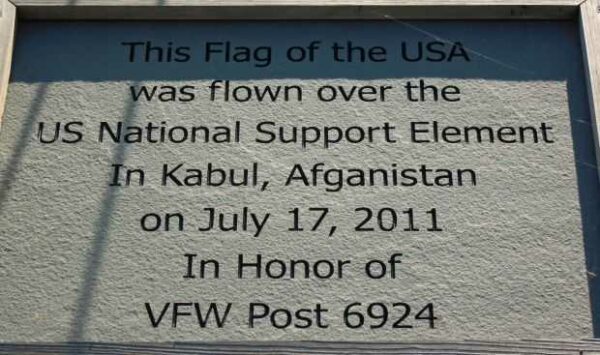 This Flag of the USA
was flown over the
US National Support Element
In Kabul, Afganistan
on July 17, 2011
In Honor of
VFW Post 6924